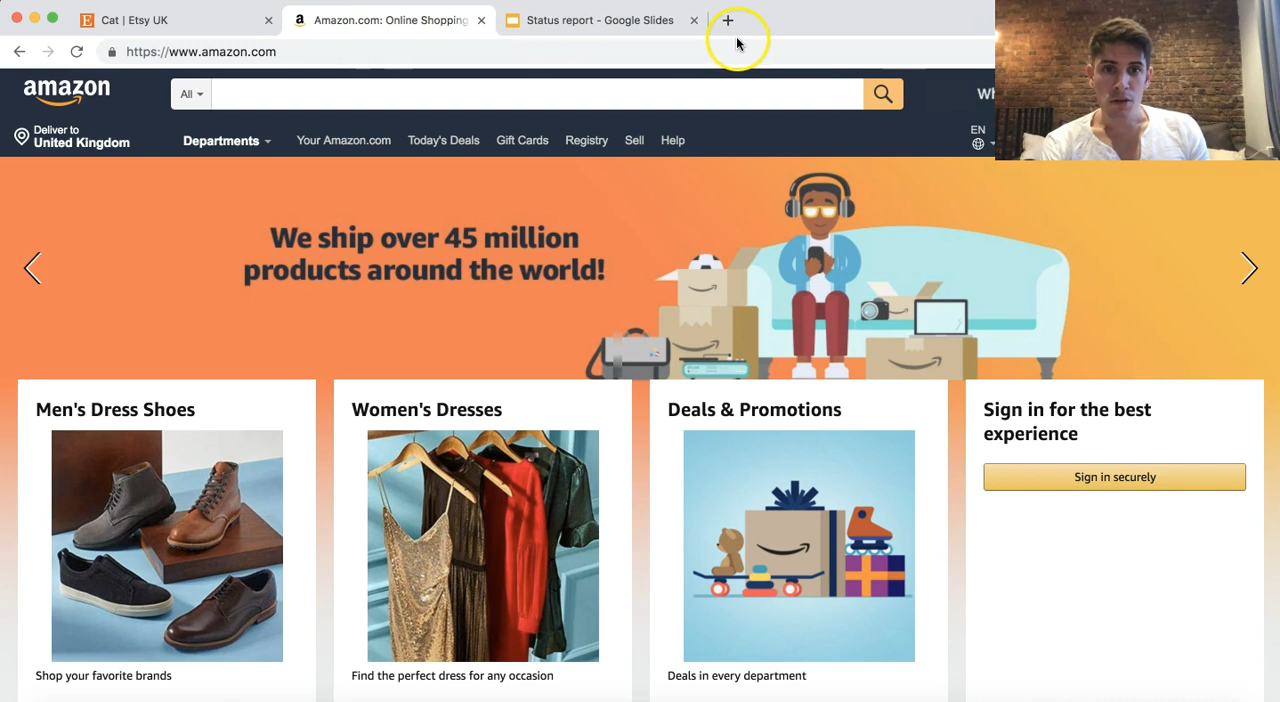 Cat | Etsy UK
Amazon.com: Online Shopping
Status report - Google Slides
https://www.amazon.com
amazon
All
Wh
Deliver to
United Kingdom
Departments
Your Amazon.com
Today's Deals
Gift Cards
Registry
Sell
Help
EN
We ship over 45 million
products around the world!
Men's Dress Shoes
Women's Dresses
Deals & Promotions
Sign in for the best
experience
Sign in securely
Shop your favorite brands
Find the perfect dress for any occasion
Deals in every department